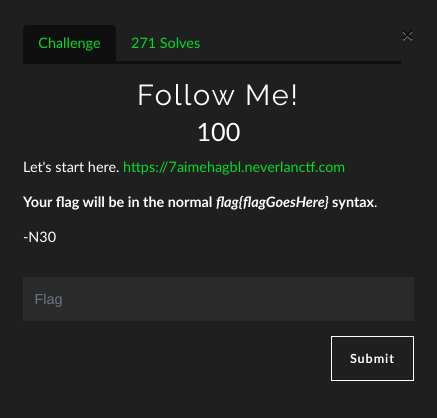 Challenge 271 Solves ×
Follow Me!
100
Let's start here. https://7aimehagbl.neverlanctf.com
Your flag will be in the normal flag{flagGoesHere} syntax.
-N30
Flag
Submit